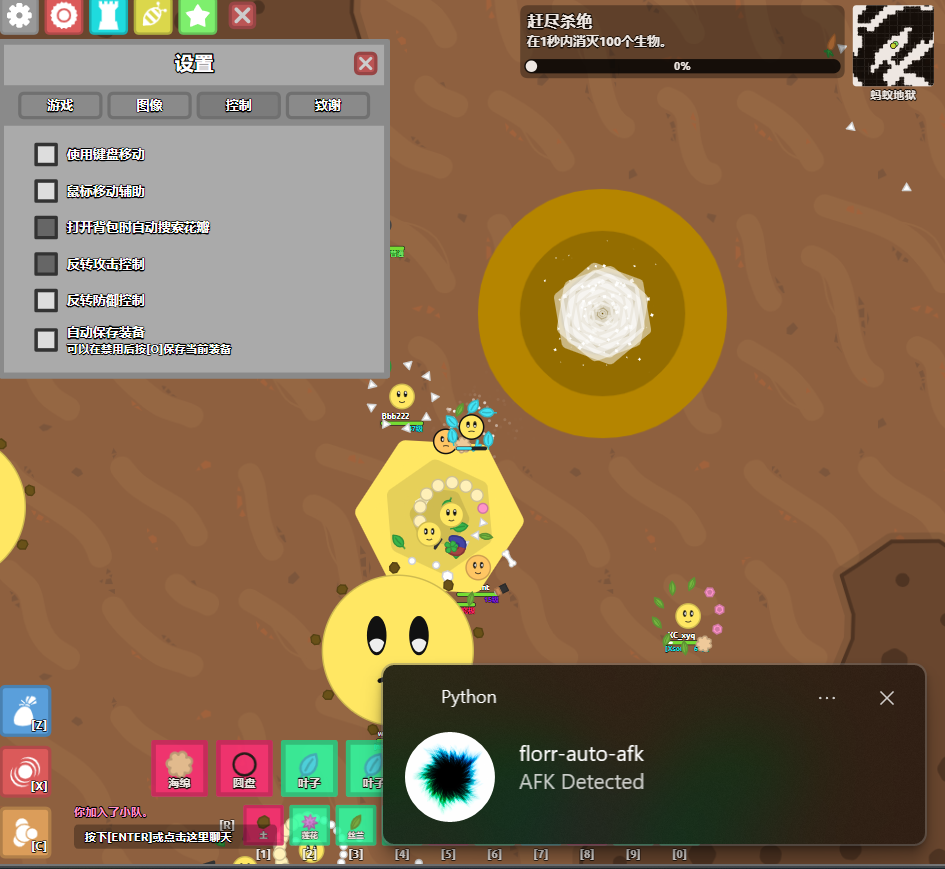 赶尽杀绝
在1秒内消灭100个生物。
0%
蚂蚁地狱
设置
游戏
图像
控制
致谢
使用键盘移动
鼠标移动辅助
打开背包时自动搜索花瓣
反转攻击控制
反转防御控制
自动保存装备
可以在禁用后按[O]保存当前装备
普通
Bbb222
KC_xyq
Python
florr-auto-afk
AFK Detected
[Z]
[X]
[C]
海绵
圆盘
叶子
叶子
你加入了小队。
按下[ENTER]或点击这里聊天
[R]
土
莲花
丝兰
[1]
[2]
[3]
[4]
[5]
[6]
[7]
[8]
[9]
[0]